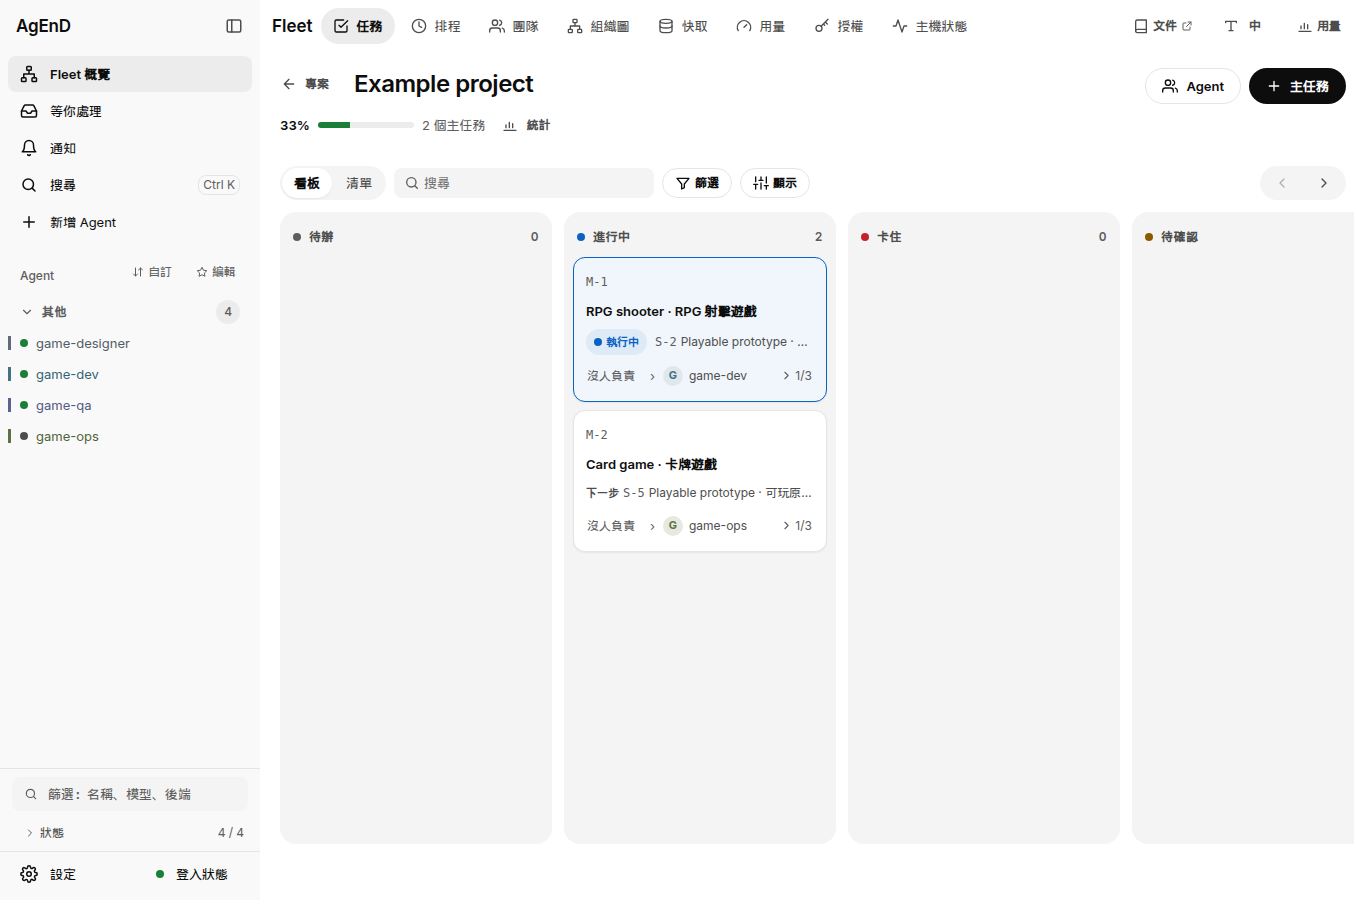 AgEnD
Fleet 概覽
等你處理
通知
搜尋 Ctrl K
新增 Agent
Agent 自訂 編輯
其他 4
game-designer
game-dev
game-qa
game-ops
篩選：名稱、模型、後端
狀態 4 / 4
設定 登入狀態
Fleet 任務 排程 團隊 組織圖 快取 用量 授權 主機狀態 文件 中 用量
專案 Example project Agent 主任務
33% 2 個主任務 統計
看板 清單 搜尋 篩選 顯示
待辦 0
進行中 2
M-1
RPG shooter · RPG 射擊遊戲
執行中 S-2 Playable prototype · ...
沒人負責 › G game-dev 1/3
M-2
Card game · 卡牌遊戲
下一步 S-5 Playable prototype · 可玩原...
沒人負責 › G game-ops 1/3
卡住 0
待確認